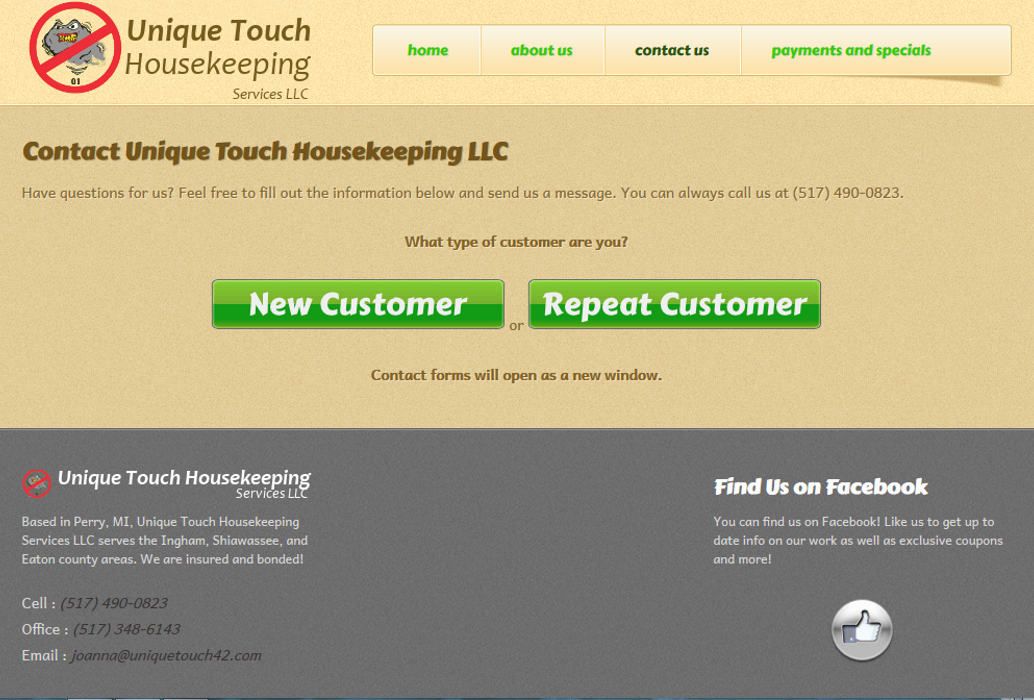 Unique Touch
Housekeeping
Services LLC
01
home about us contact us payments and specials
Contact Unique Touch Housekeeping LLC
Have questions for us? Feel free to fill out the information below and send us a message. You can always call us at (517) 490-0823.
What type of customer are you?
New Customer or Repeat Customer
Contact forms will open as a new window.
Unique Touch Housekeeping
Services LLC
Based in Perry, MI, Unique Touch Housekeeping
Services LLC serves the Ingham, Shiawassee, and
Eaton county areas. We are insured and bonded!
Cell : (517) 490-0823
Office : (517) 348-6143
Email : joanna@uniquetouch42.com
Find Us on Facebook
You can find us on Facebook! Like us to get up to
date info on our work as well as exclusive coupons
and more!